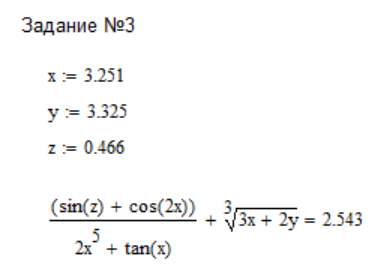 Задание №3
x := 3.251
y := 3.325
z := 0.466
(sin(z) + cos(2x)) / (2x^5 + tan(x)) + ∛(3x + 2y) = 2.543